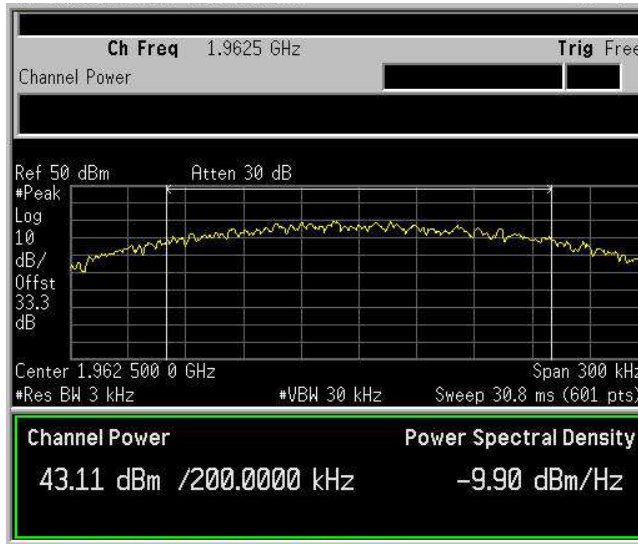 Ch Freq 1.9625 GHz Trig Free
Channel Power
Ref 50 dBm Atten 30 dB
#Peak
Log
10
dB/
Offst
33.3
dB
Center 1.962 500 0 GHz Span 300 kHz
#Res BW 3 kHz #VBW 30 kHz Sweep 30.8 ms (601 pts)
Channel Power Power Spectral Density
43.11 dBm /200.0000 kHz -9.90 dBm/Hz